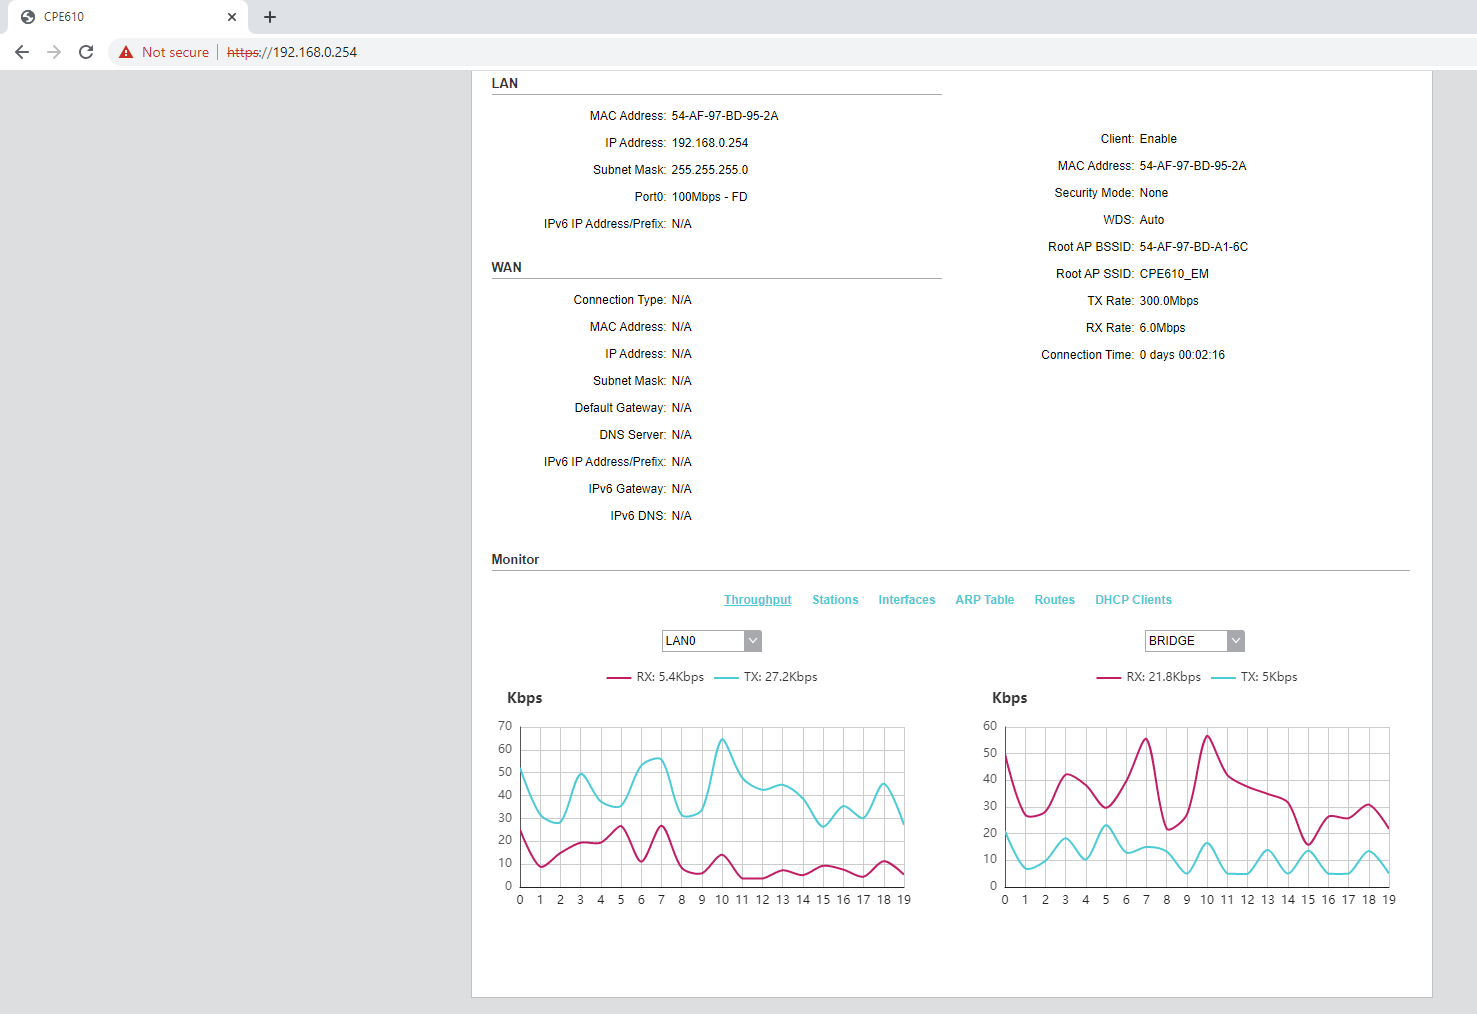 CPE610
Not secure https://192.168.0.254
LAN
MAC Address: 54-AF-97-BD-95-2A
IP Address: 192.168.0.254
Subnet Mask: 255.255.255.0
Port0: 100Mbps - FD
IPv6 IP Address/Prefix: N/A
Client: Enable
MAC Address: 54-AF-97-BD-95-2A
Security Mode: None
WDS: Auto
Root AP BSSID: 54-AF-97-BD-A1-6C
Root AP SSID: CPE610_EM
TX Rate: 300.0Mbps
RX Rate: 6.0Mbps
Connection Time: 0 days 00:02:16
WAN
Connection Type: N/A
MAC Address: N/A
IP Address: N/A
Subnet Mask: N/A
Default Gateway: N/A
DNS Server: N/A
IPv6 IP Address/Prefix: N/A
IPv6 Gateway: N/A
IPv6 DNS: N/A
Monitor
Throughput Stations Interfaces ARP Table Routes DHCP Clients
LAN0
RX: 5.4Kbps TX: 27.2Kbps
Kbps
70
60
50
40
30
20
10
0
0 1 2 3 4 5 6 7 8 9 10 11 12 13 14 15 16 17 18 19
BRIDGE
RX: 21.8Kbps TX: 5Kbps
Kbps
60
50
40
30
20
10
0
0 1 2 3 4 5 6 7 8 9 10 11 12 13 14 15 16 17 18 19